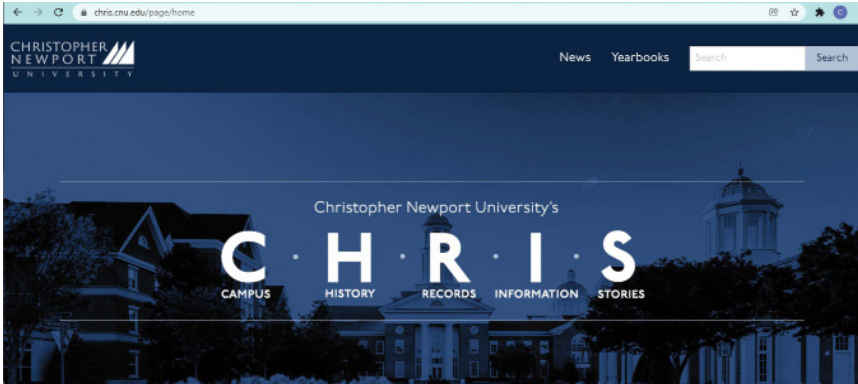 chris.cnu.edu/page/home
C
CHRISTOPHER
NEWPORT
UNIVERSITY
News Yearbooks Search Search
Christopher Newport University's
C · H · R · I · S
CAMPUS HISTORY RECORDS INFORMATION STORIES